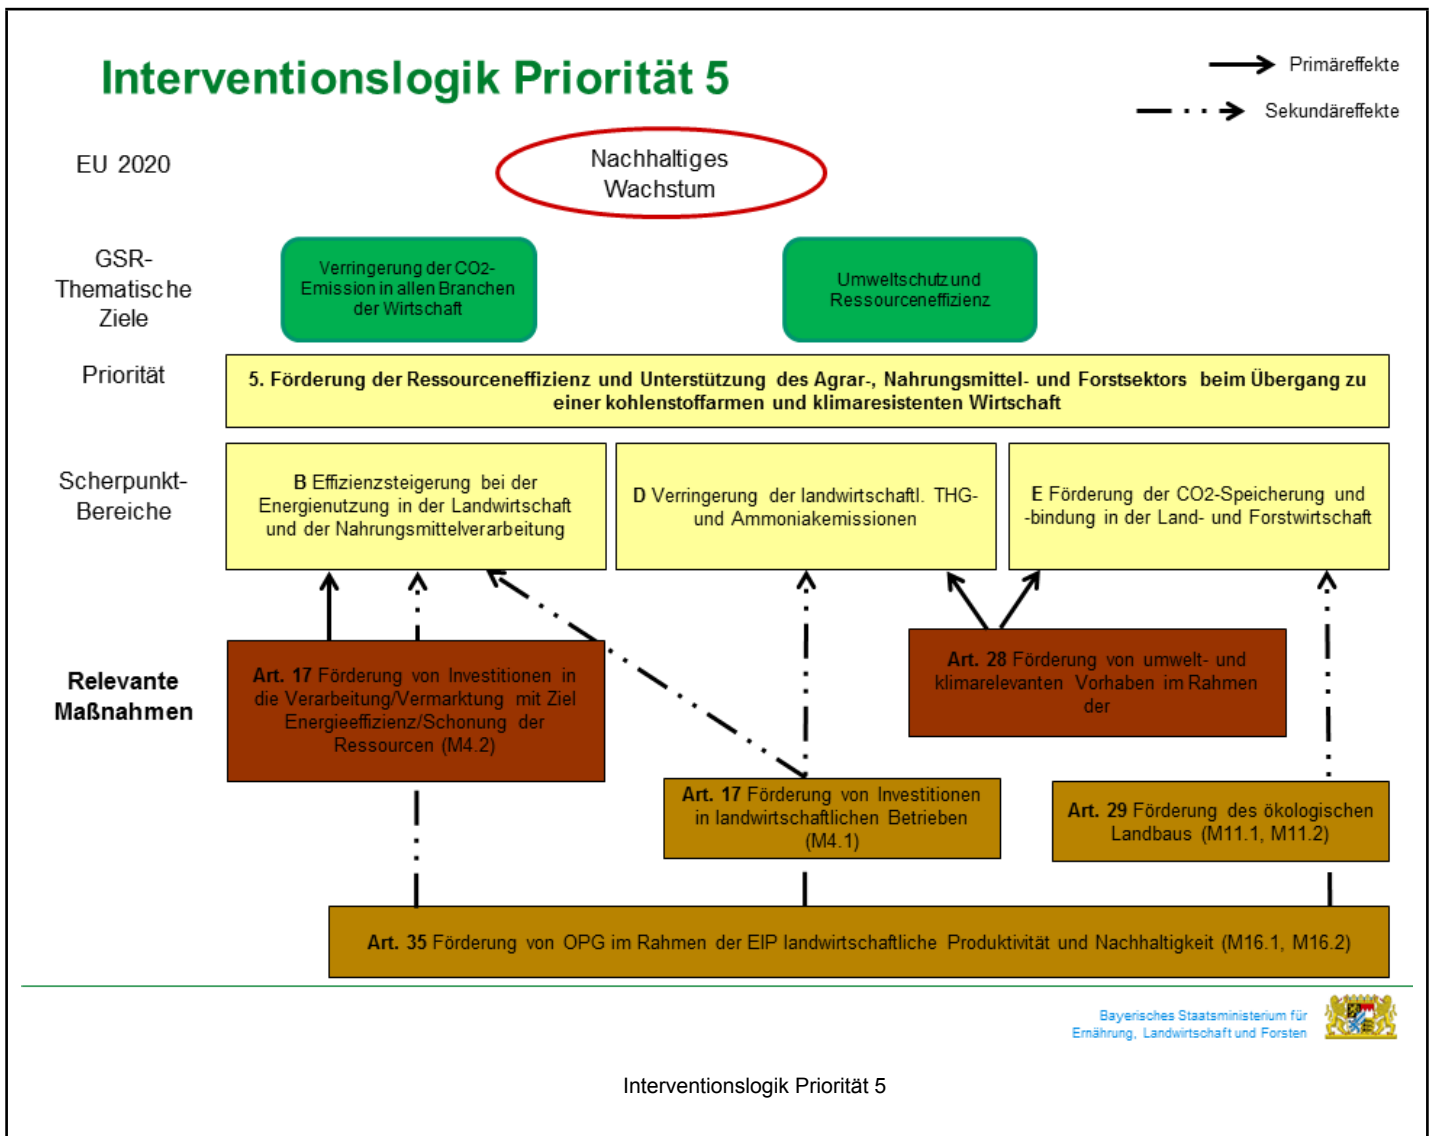 Interventionslogik Priorität 5
Primäreffekte
Sekundäreffekte
EU 2020
Nachhaltiges
Wachstum
GSR-
Thematische
Ziele
Verringerung der CO2-
Emission in allen Branchen
der Wirtschaft
Umweltschutz und
Ressourceneffizienz
Priorität
5. Förderung der Ressourceneffizienz und Unterstützung des Agrar-, Nahrungsmittel- und Forstsektors beim Übergang zu
einer kohlenstoffarmen und klimaresistenten Wirtschaft
Scherpunkt-
Bereiche
B Effizienzsteigerung bei der
Energienutzung in der Landwirtschaft
und der Nahrungsmittelverarbeitung
D Verringerung der landwirtschaftl. THG-
und Ammoniakemissionen
E Förderung der CO2-Speicherung und
-bindung in der Land- und Forstwirtschaft
Relevante
Maßnahmen
Art. 17 Förderung von Investitionen in
die Verarbeitung/Vermarktung mit Ziel
Energieeffizienz/Schonung der
Ressourcen (M4.2)
Art. 28 Förderung von umwelt- und
klimarelevanten Vorhaben im Rahmen
der
Art. 17 Förderung von Investitionen
in landwirtschaftlichen Betrieben
(M4.1)
Art. 29 Förderung des ökologischen
Landbaus (M11.1, M11.2)
Art. 35 Förderung von OPG im Rahmen der EIP landwirtschaftliche Produktivität und Nachhaltigkeit (M16.1, M16.2)
Bayerisches Staatsministerium für
Ernährung, Landwirtschaft und Forsten
Interventionslogik Priorität 5